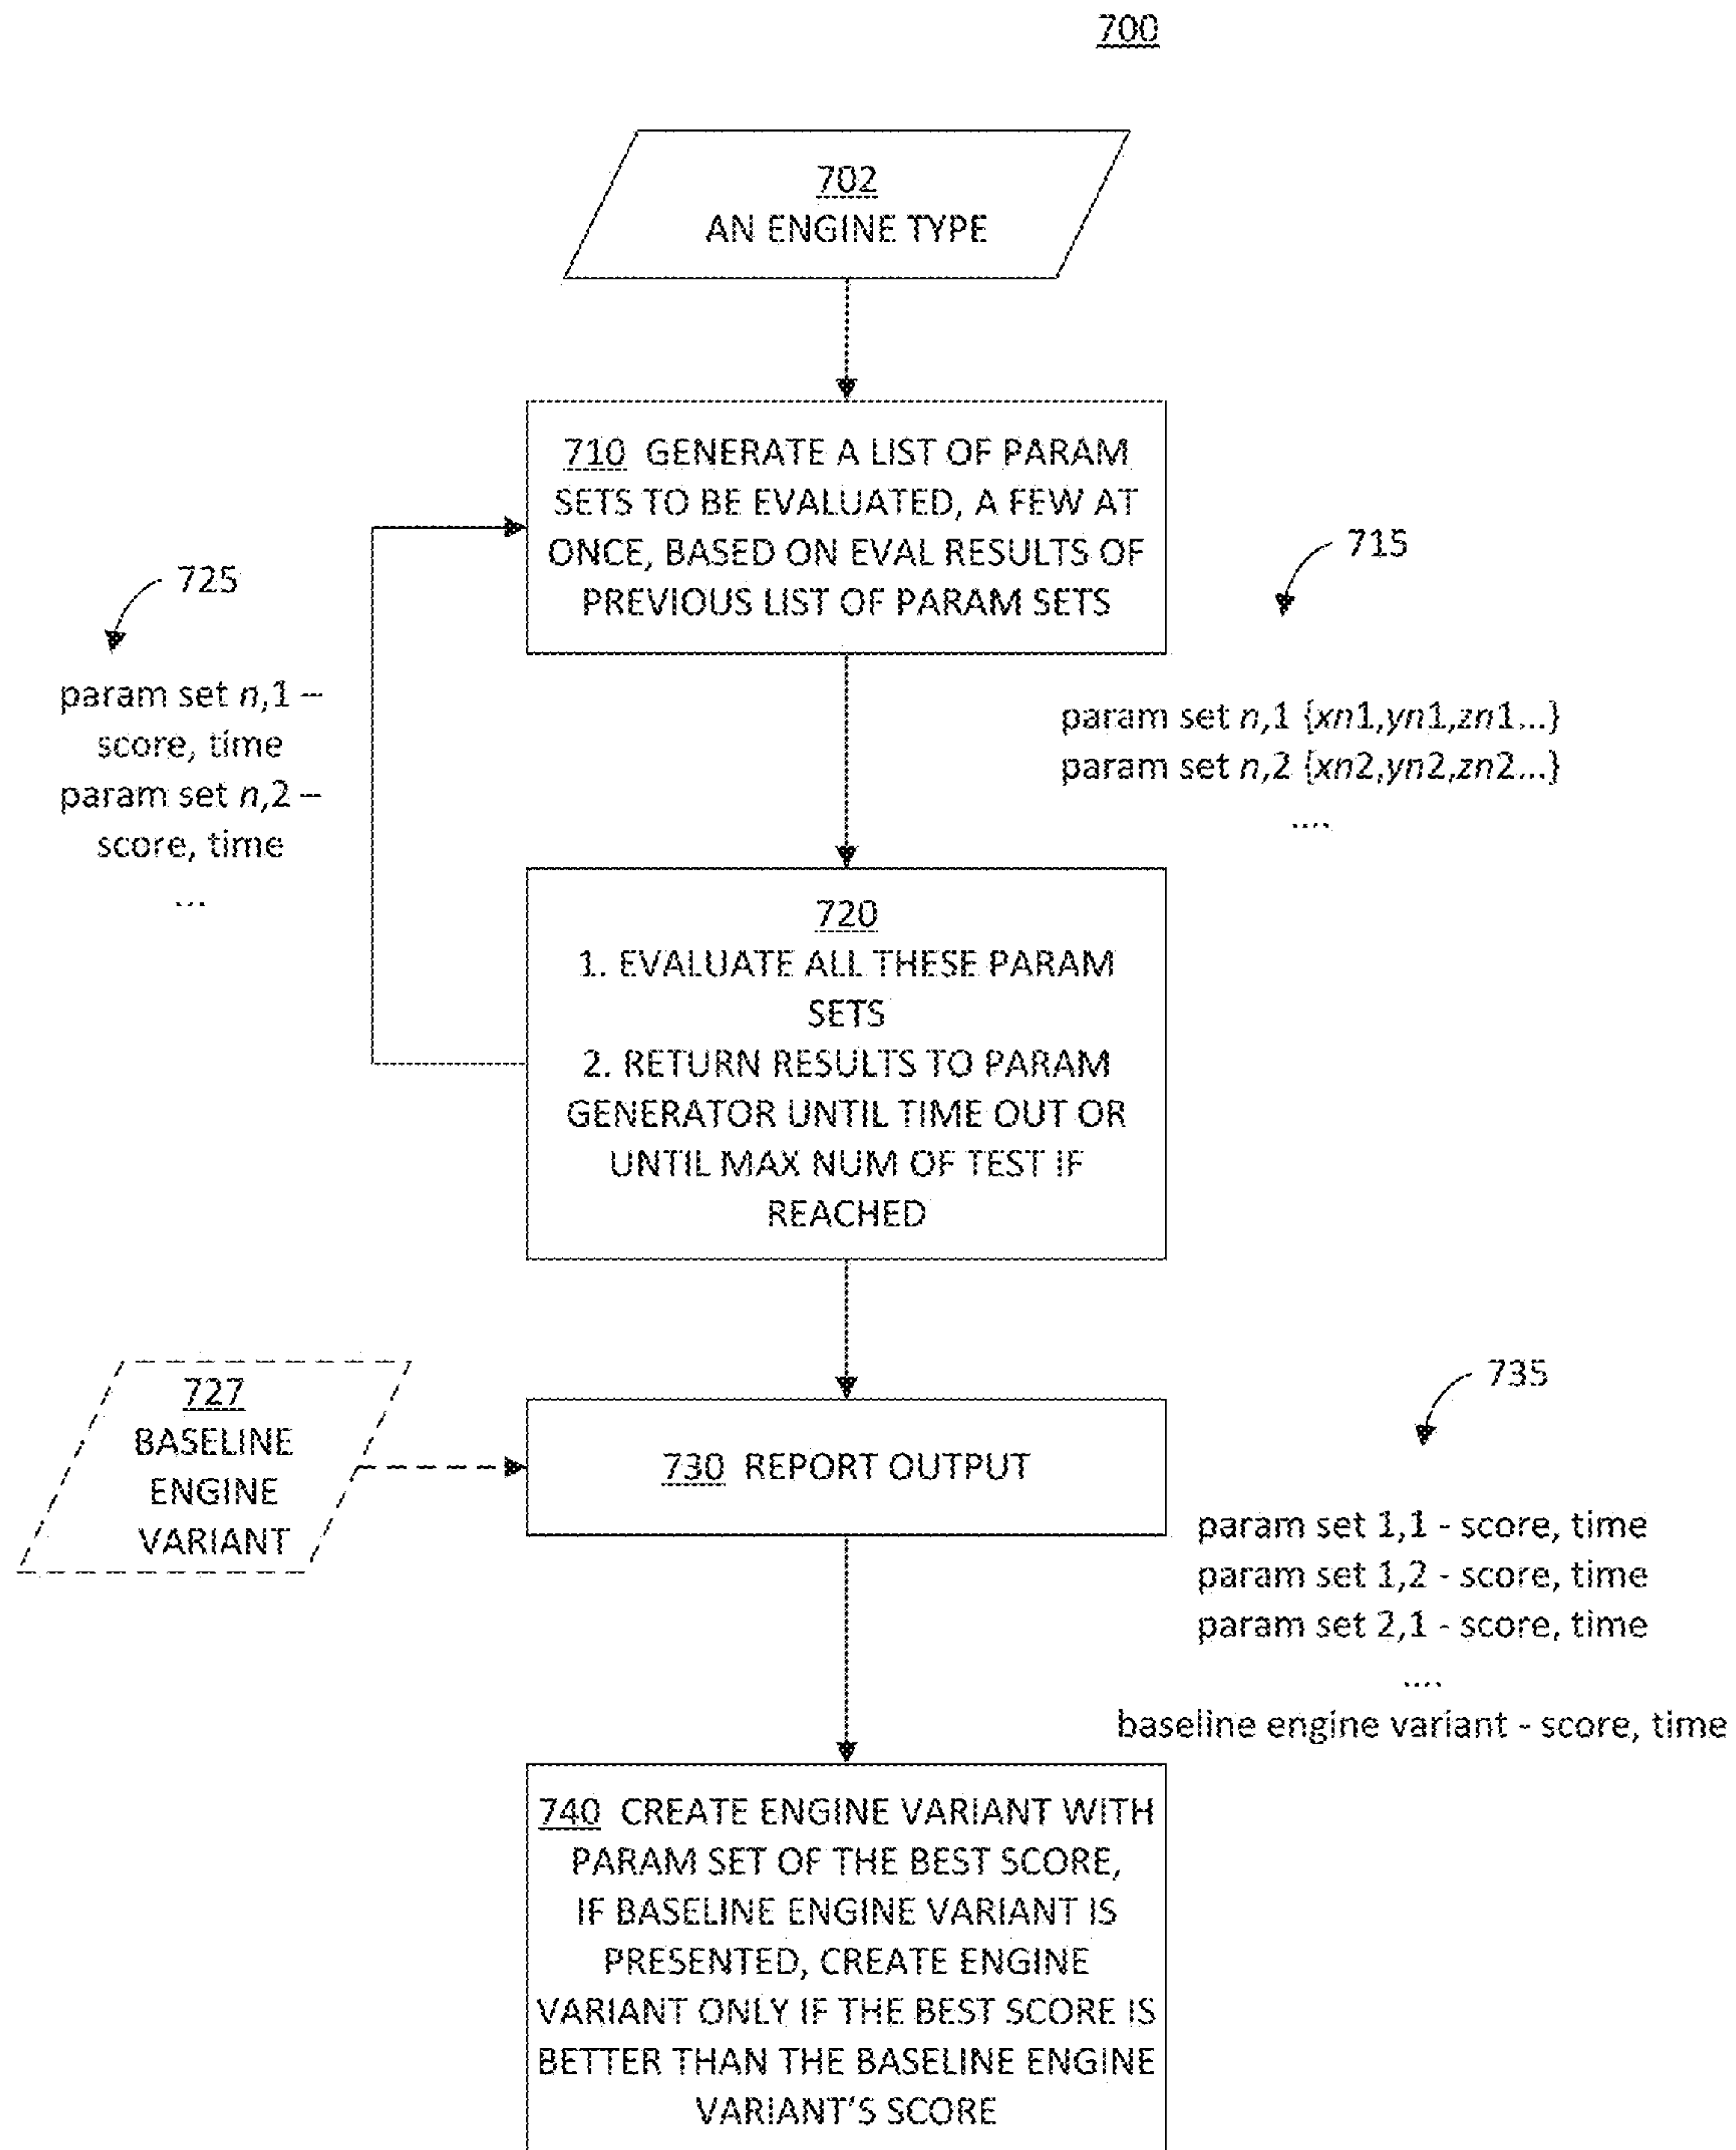 700
702
AN ENGINE TYPE
710 GENERATE A LIST OF PARAM
SETS TO BE EVALUATED, A FEW AT
ONCE, BASED ON EVAL RESULTS OF
PREVIOUS LIST OF PARAM SETS
715
725
param set n,1 –
score, time
param set n,2 –
score, time
...
param set n,1 {xn1,yn1,zn1...}
param set n,2 {xn2,yn2,zn2...}
....
720
1. EVALUATE ALL THESE PARAM
SETS
2. RETURN RESULTS TO PARAM
GENERATOR UNTIL TIME OUT OR
UNTIL MAX NUM OF TEST IF
REACHED
727
BASELINE
ENGINE
VARIANT
730 REPORT OUTPUT
735
param set 1,1 - score, time
param set 1,2 - score, time
param set 2,1 - score, time
....
baseline engine variant - score, time
740 CREATE ENGINE VARIANT WITH
PARAM SET OF THE BEST SCORE,
IF BASELINE ENGINE VARIANT IS
PRESENTED, CREATE ENGINE
VARIANT ONLY IF THE BEST SCORE IS
BETTER THAN THE BASELINE ENGINE
VARIANT'S SCORE